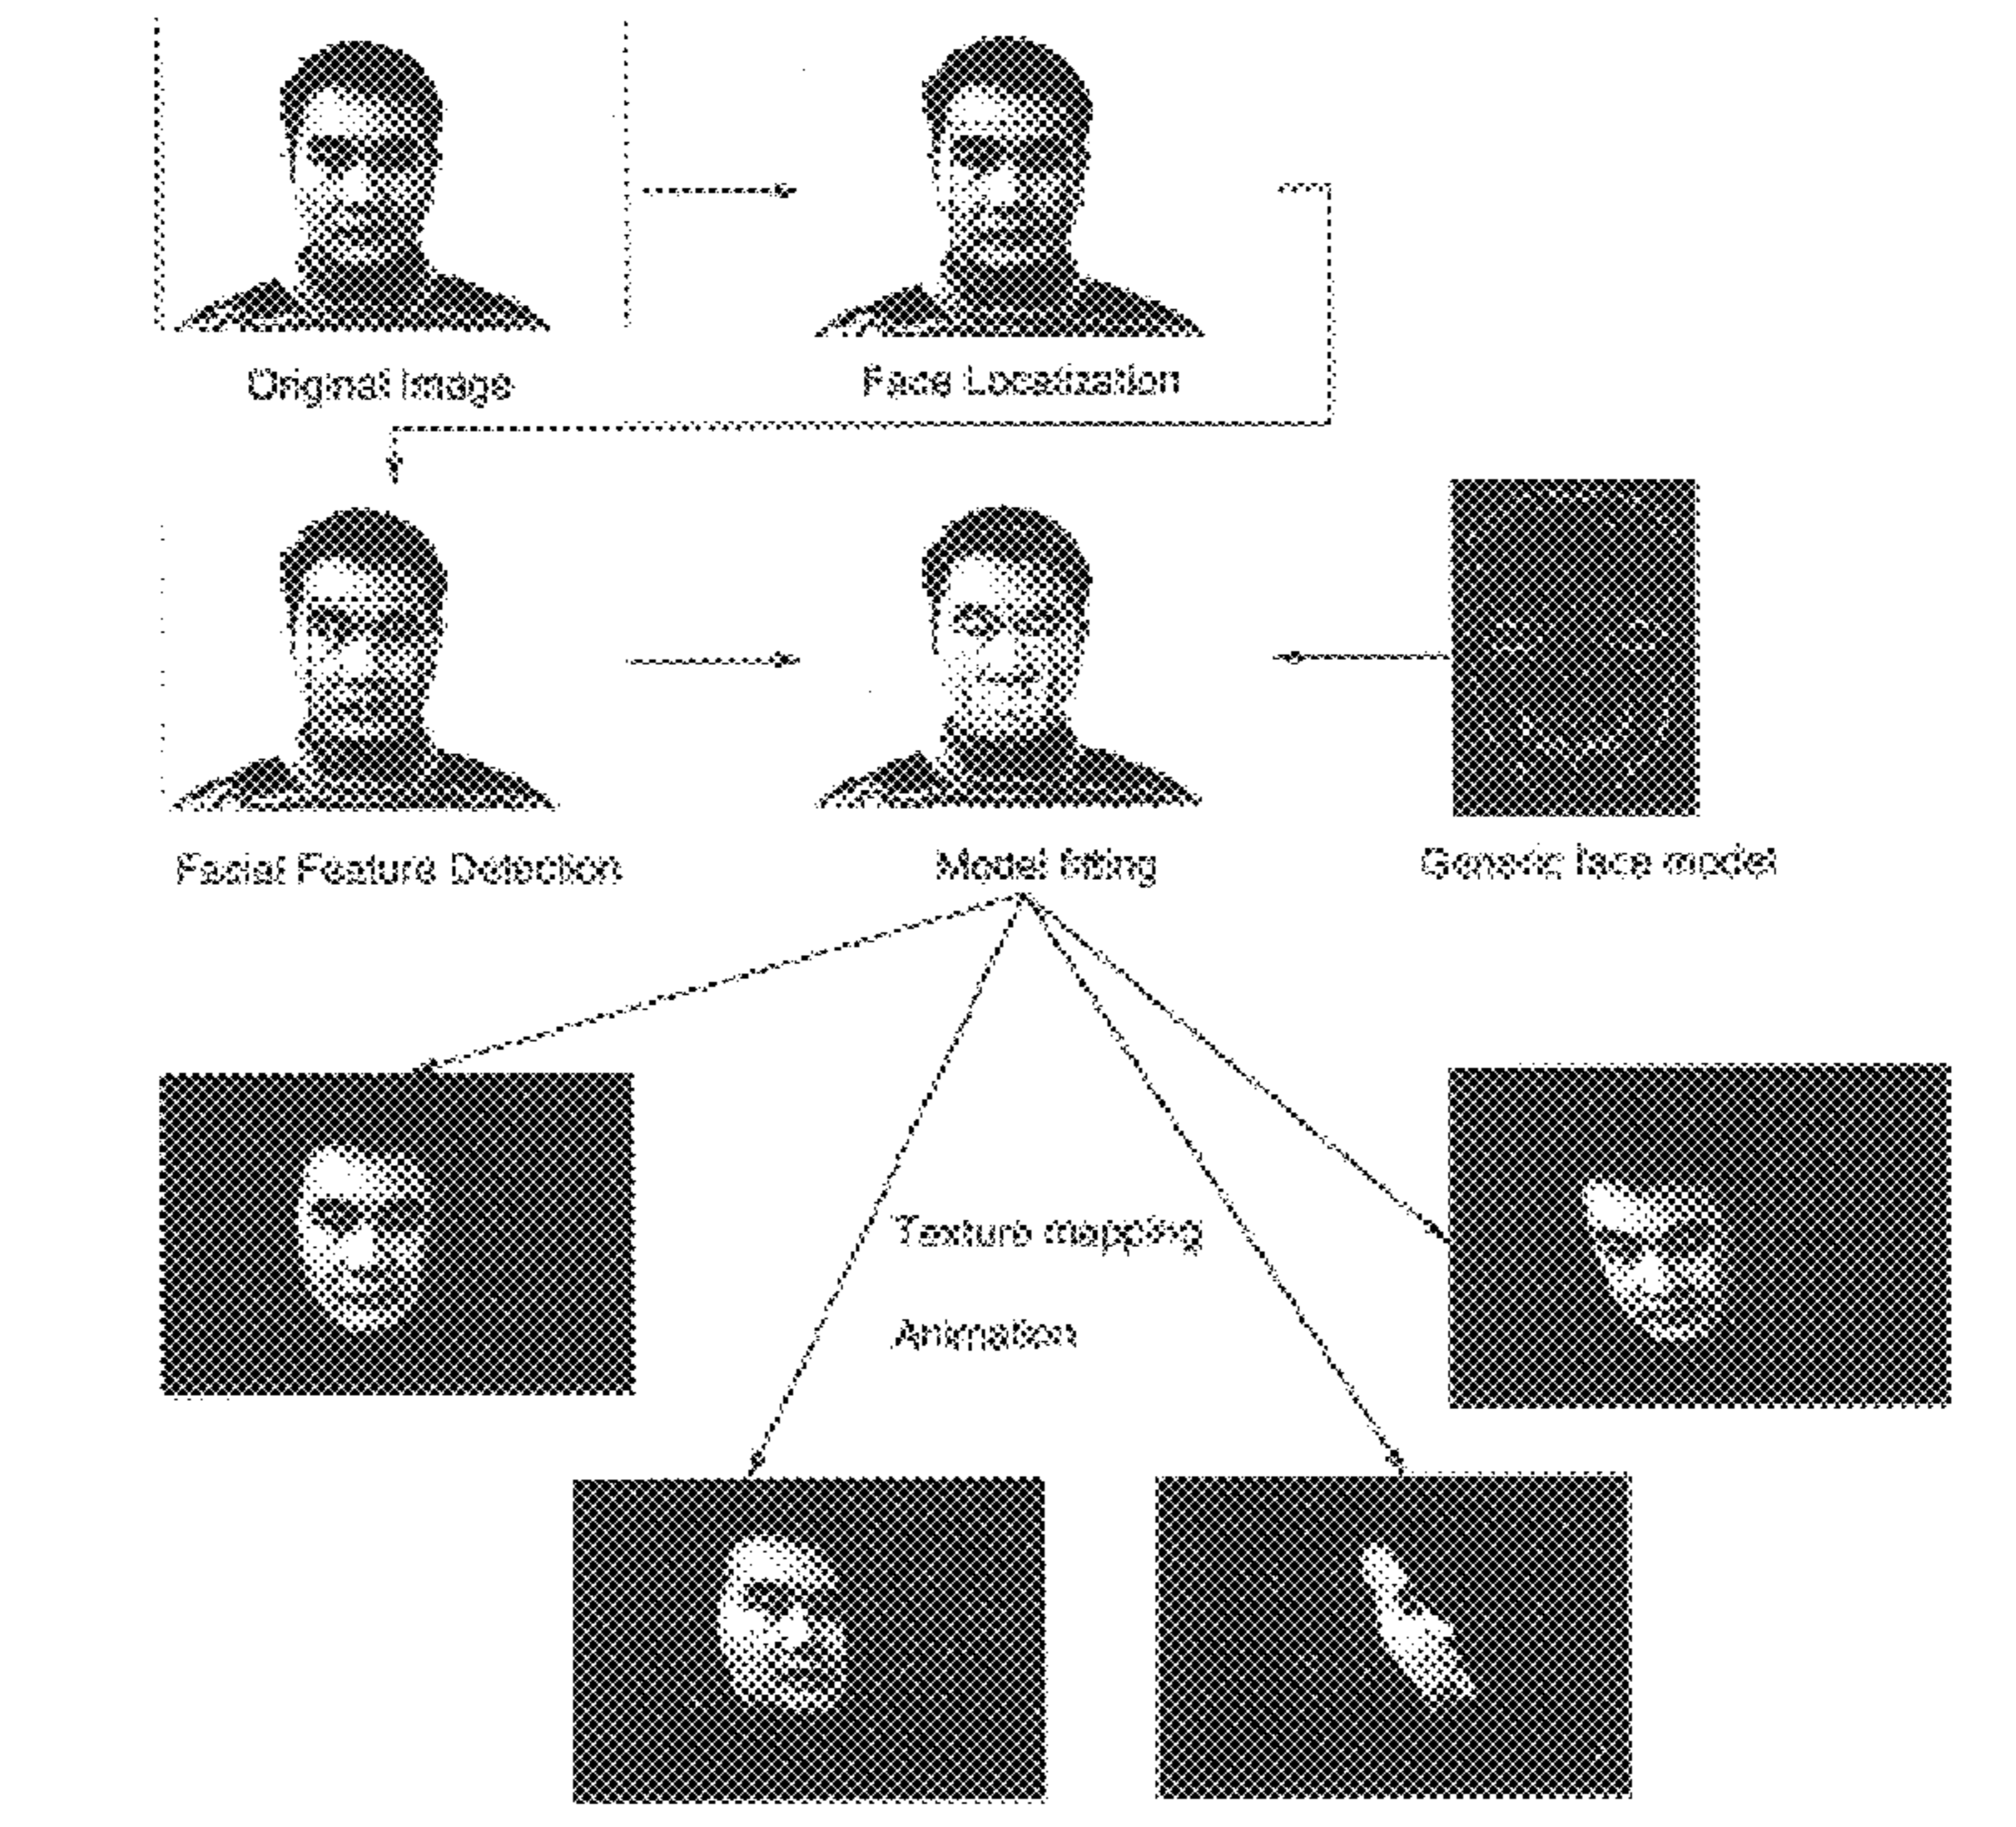 Original Image
Face Localization
Facial Feature Detection
Model fitting
Generic face model
Texture mapping
Animation